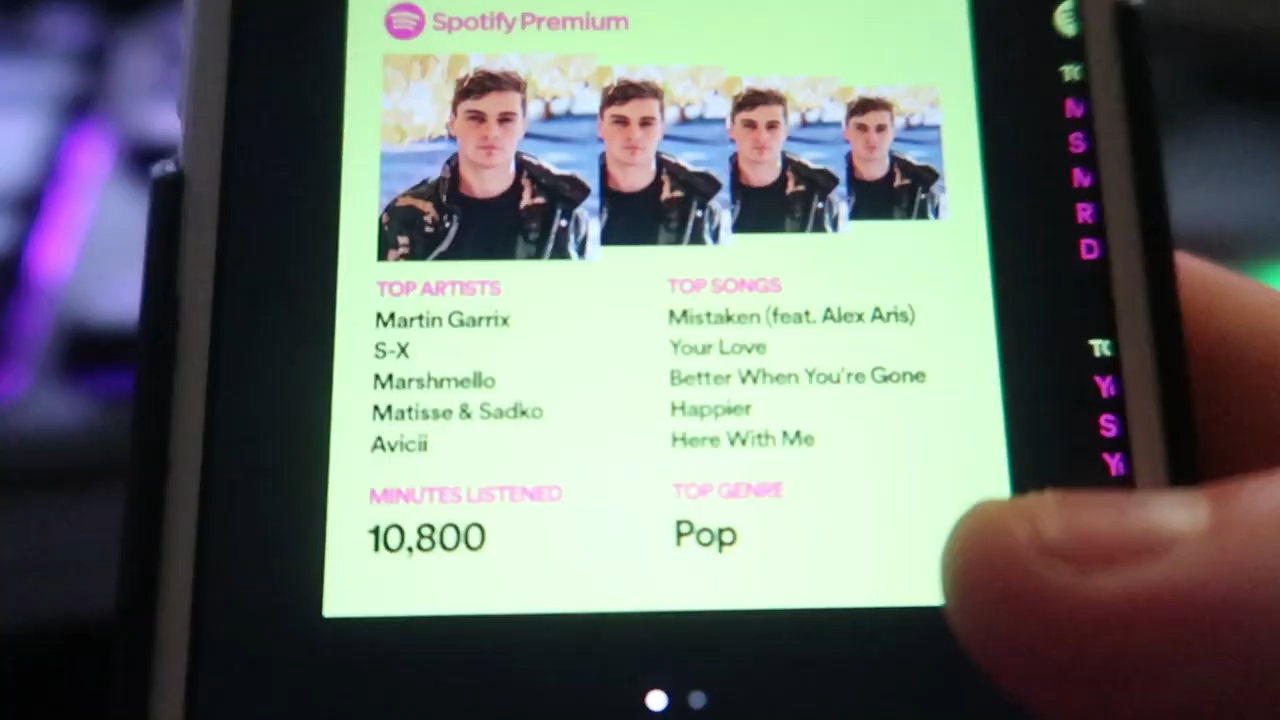 Spotify Premium
TOP ARTISTS
Martin Garrix
S-X
Marshmello
Matisse & Sadko
Avicii
TOP SONGS
Mistaken (feat. Alex Aris)
Your Love
Better When You're Gone
Happier
Here With Me
MINUTES LISTENED
10,800
TOP GENRE
Pop